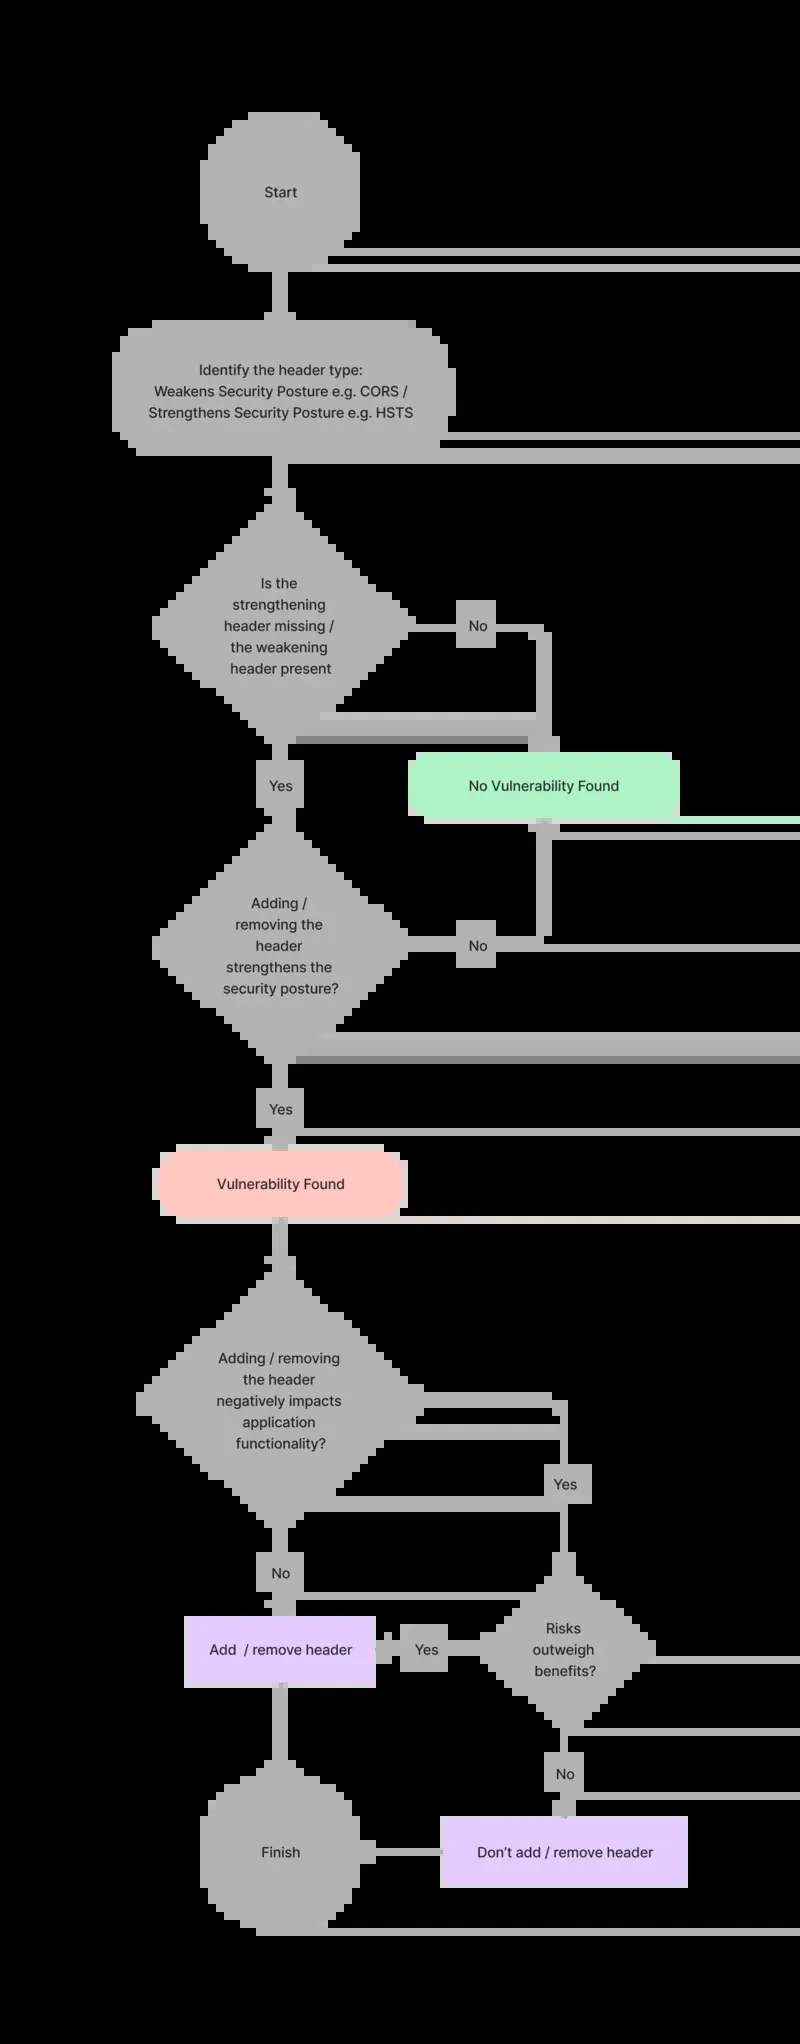 Start
Identify the header type:
Weakens Security Posture e.g. CORS /
Strengthens Security Posture e.g. HSTS
Is the
strengthening
header missing /
the weakening
header present
No
Yes
No Vulnerability Found
Adding /
removing the
header
strengthens the
security posture?
No
Yes
Vulnerability Found
Adding / removing
the header
negatively impacts
application
functionality?
Yes
No
Risks
outweigh
benefits?
Add / remove header
Yes
No
Finish
Don't add / remove header